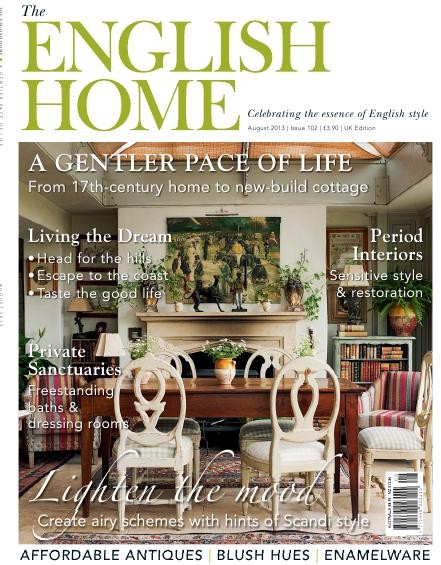 The
ENGLISH
HOME
Celebrating the essence of English style
August 2013 | Issue 102 | £3.90 | UK Edition
A GENTLER PACE OF LIFE
From 17th-century home to new-build cottage
Living the Dream
• Head for the hills
• Escape to the coast
• Taste the good life
Period
Interiors
Sensitive style
& restoration
Private
Sanctuaries
Freestanding
baths &
dressing rooms
Lighten the mood
Create airy schemes with hints of Scandi style
AFFORDABLE ANTIQUES | BLUSH HUES | ENAMELWARE